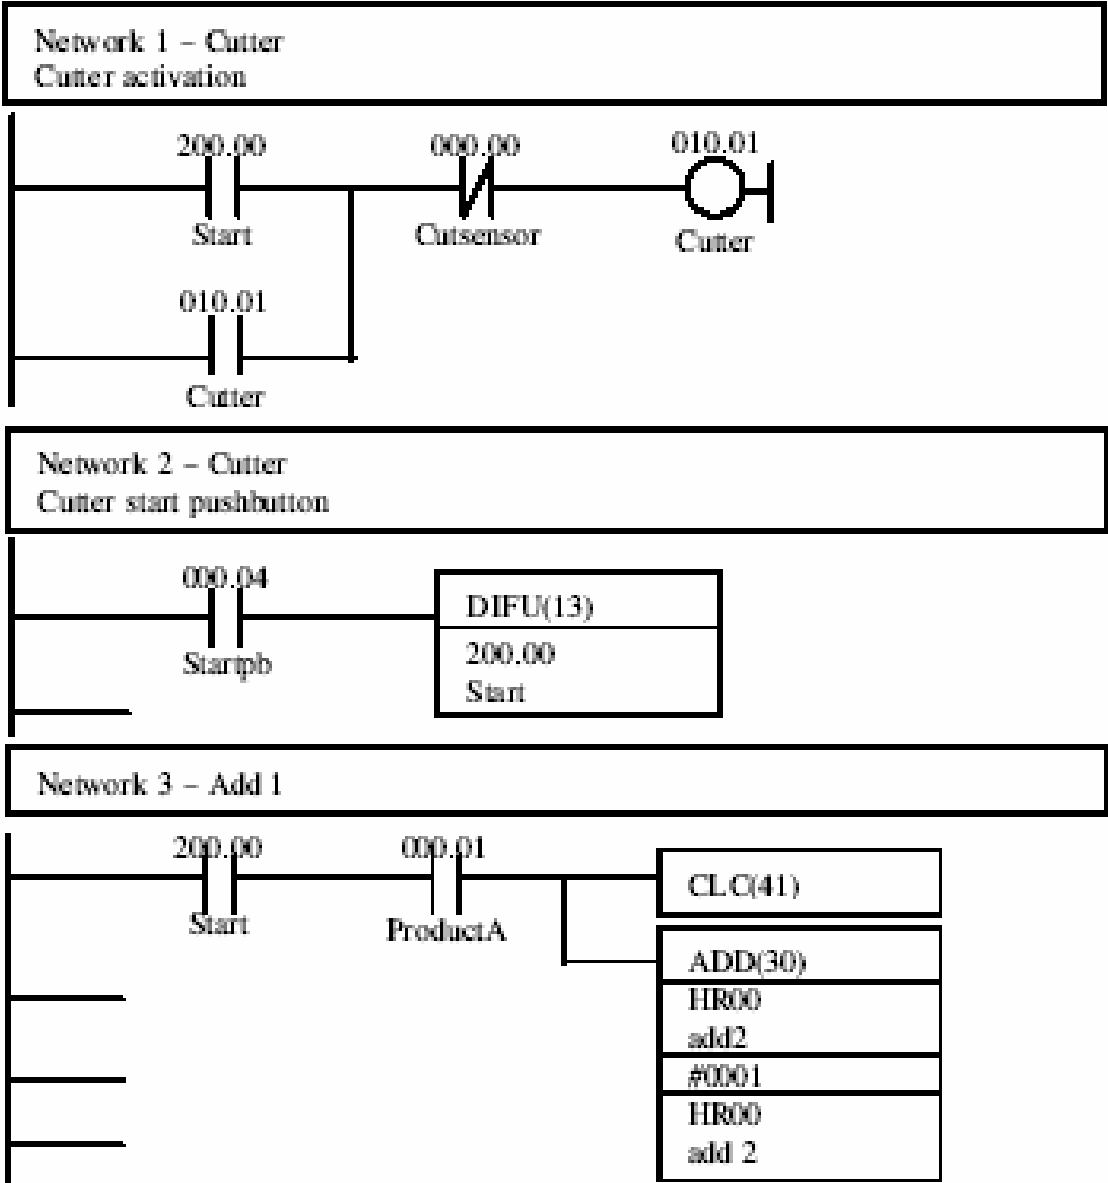 Network 1 – Cutter
Cutter activation
200.00
000.00
010.01
Start
Cutsensor
Cutter
010.01
Cutter
Network 2 – Cutter
Cutter start pushbutton
000.04
DIFU(13)
Startpb
200.00
Start
Network 3 – Add 1
200.00
000.01
CLC(41)
Start
ProductA
ADD(30)
HR00
add2
#0001
HR00
add 2